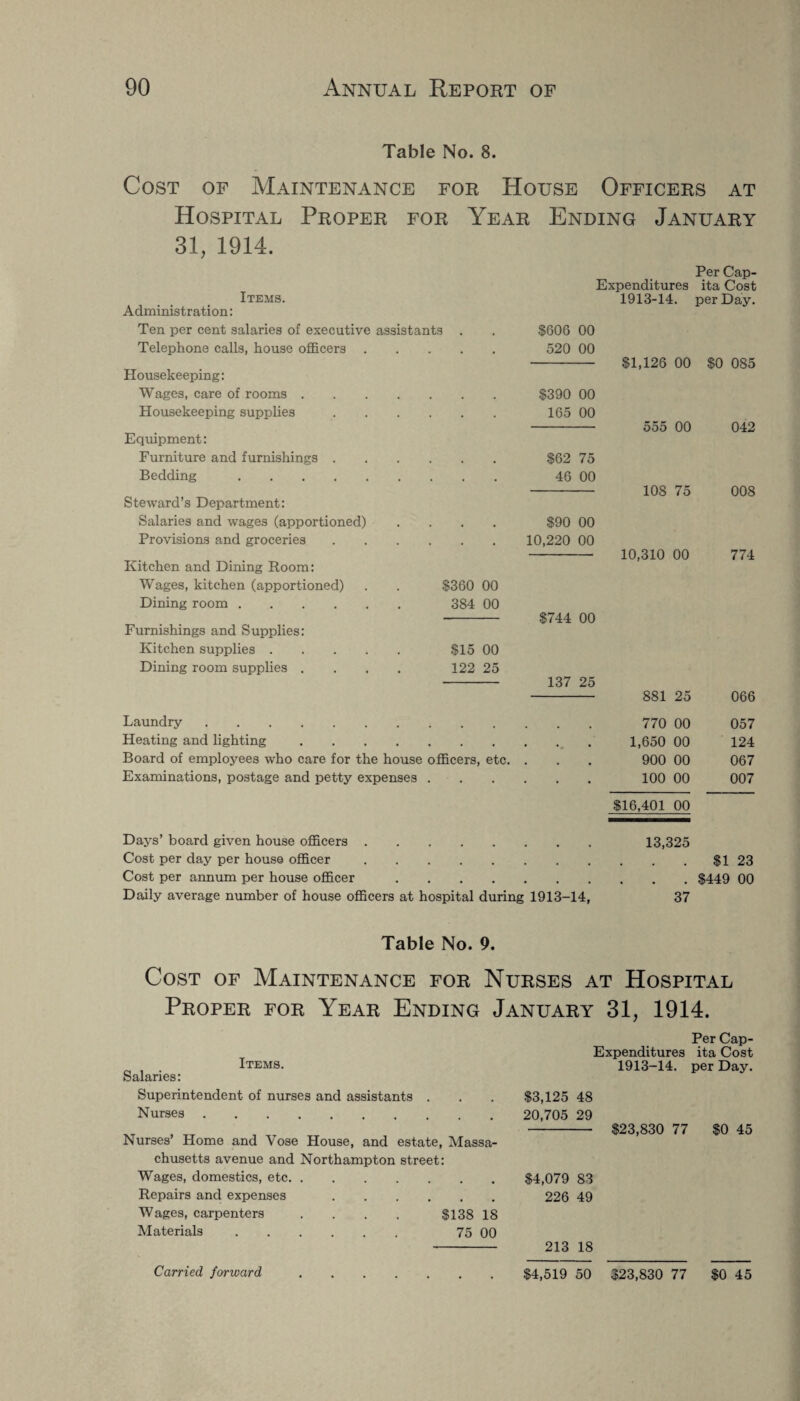 90 Annual Report of
Table No. 8.
Cost of Maintenance for House Officers at
Hospital Proper for Year Ending January
31, 1914.
Per Cap-
Expenditures ita Cost
Items. 1913-14. per Day.
Administration:
Ten per cent salaries of executive assistants . . $606 00
Telephone calls, house officers . . . . . 520 00
$1,126 00 $0 085
Housekeeping:
Wages, care of rooms . . . . . . . $390 00
Housekeeping supplies . . . . . . 165 00
555 00 042
Equipment:
Furniture and furnishings . . . . . . $62 75
Bedding . . . . . . . . . 46 00
108 75 008
Steward's Department:
Salaries and wages (apportioned) . . . . $90 00
Provisions and groceries . . . . . . 10,220 00
10,310 00 774
Kitchen and Dining Room:
Wages, kitchen (apportioned) . . $360 00
Dining room . . . . . . 384 00
$744 00
Furnishings and Supplies:
Kitchen supplies . . . . . $15 00
Dining room supplies . . . . 122 25
137 25
881 25 066
Laundry . . . . . . . . . . . . . 770 00 057
Heating and lighting . . . . . . . . . . 1,650 00 124
Board of employees who care for the house officers, etc. . . . 900 00 067
Examinations, postage and petty expenses . . . . . . 100 00 007
$16,401 00
Days' board given house officers . . . . . . . . 13,325
Cost per day per house officer . . . . . . . . . . . $1 23
Cost per annum per house officer . . . . . . . . . . $449 00
Daily average number of house officers at hospital during 1913-14, 37
Table No. 9.
Cost of Maintenance for Nurses at Hospital
Proper for Year Ending January 31, 1914.
Per Cap-
Expenditures ita Cost
Items. 1913-14. per Day.
Salaries:
Superintendent of nurses and assistants . . . $3,125 48
Nurses . . . . . . . . . . 20,705 29
$23,830 77 $0 45
Nurses' Home and Vose House, and estate, Massa-
chusetts avenue and Northampton street:
Wages, domestics, etc. . . . . . . . $4,079 83
Repairs and expenses . . . . . . 226 49
Wages, carpenters . . . . $138 18
Materials . . . . . . 75 00
213 18
Carried forward . . . . . . . $4,519 50 $23,830 77 $0 45